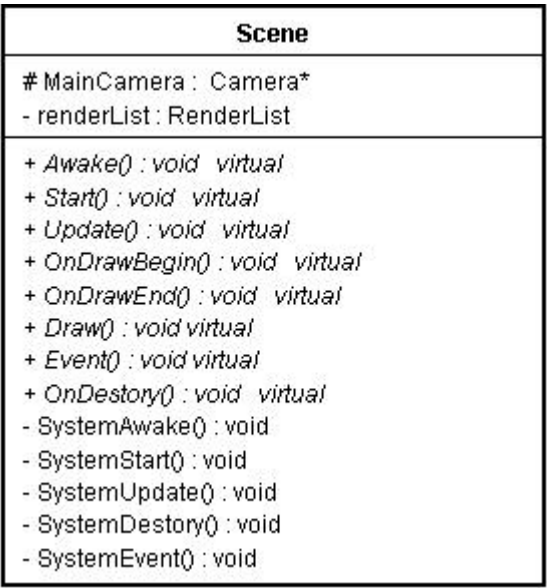 Scene
# MainCamera : Camera*
- renderList : RenderList
+ Awake() : void virtual
+ Start() : void virtual
+ Update() : void virtual
+ OnDrawBegin() : void virtual
+ OnDrawEnd() : void virtual
+ Draw() : void virtual
+ Event() : void virtual
+ OnDestory() : void virtual
- SystemAwake() : void
- SystemStart() : void
- SystemUpdate() : void
- SystemDestory() : void
- SystemEvent() : void